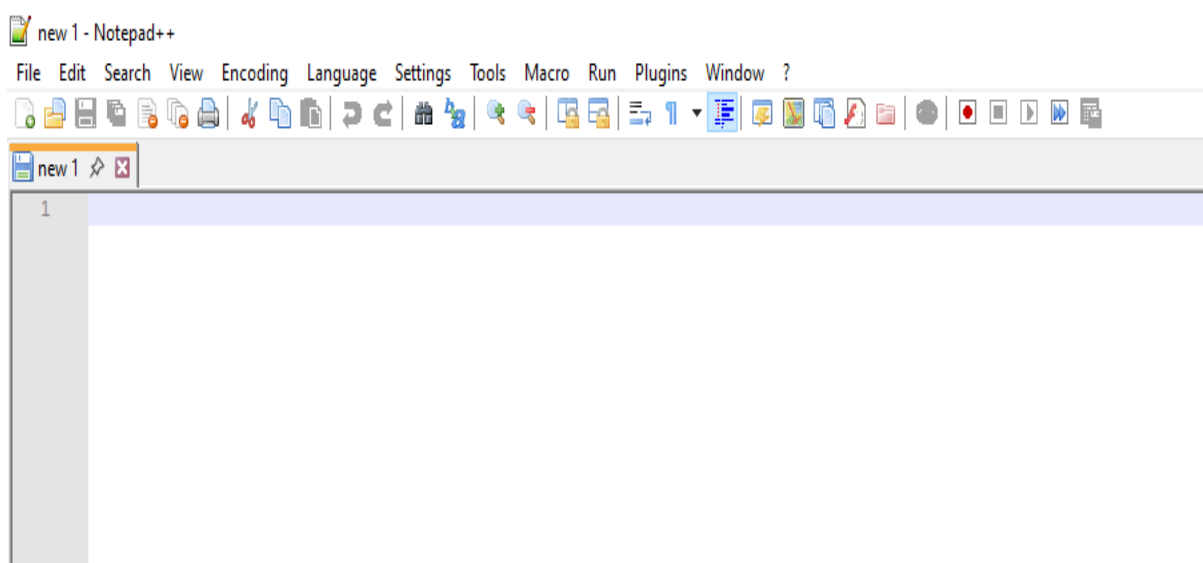 new 1 - Notepad++
File Edit Search View Encoding Language Settings Tools Macro Run Plugins Window ?
new 1
1